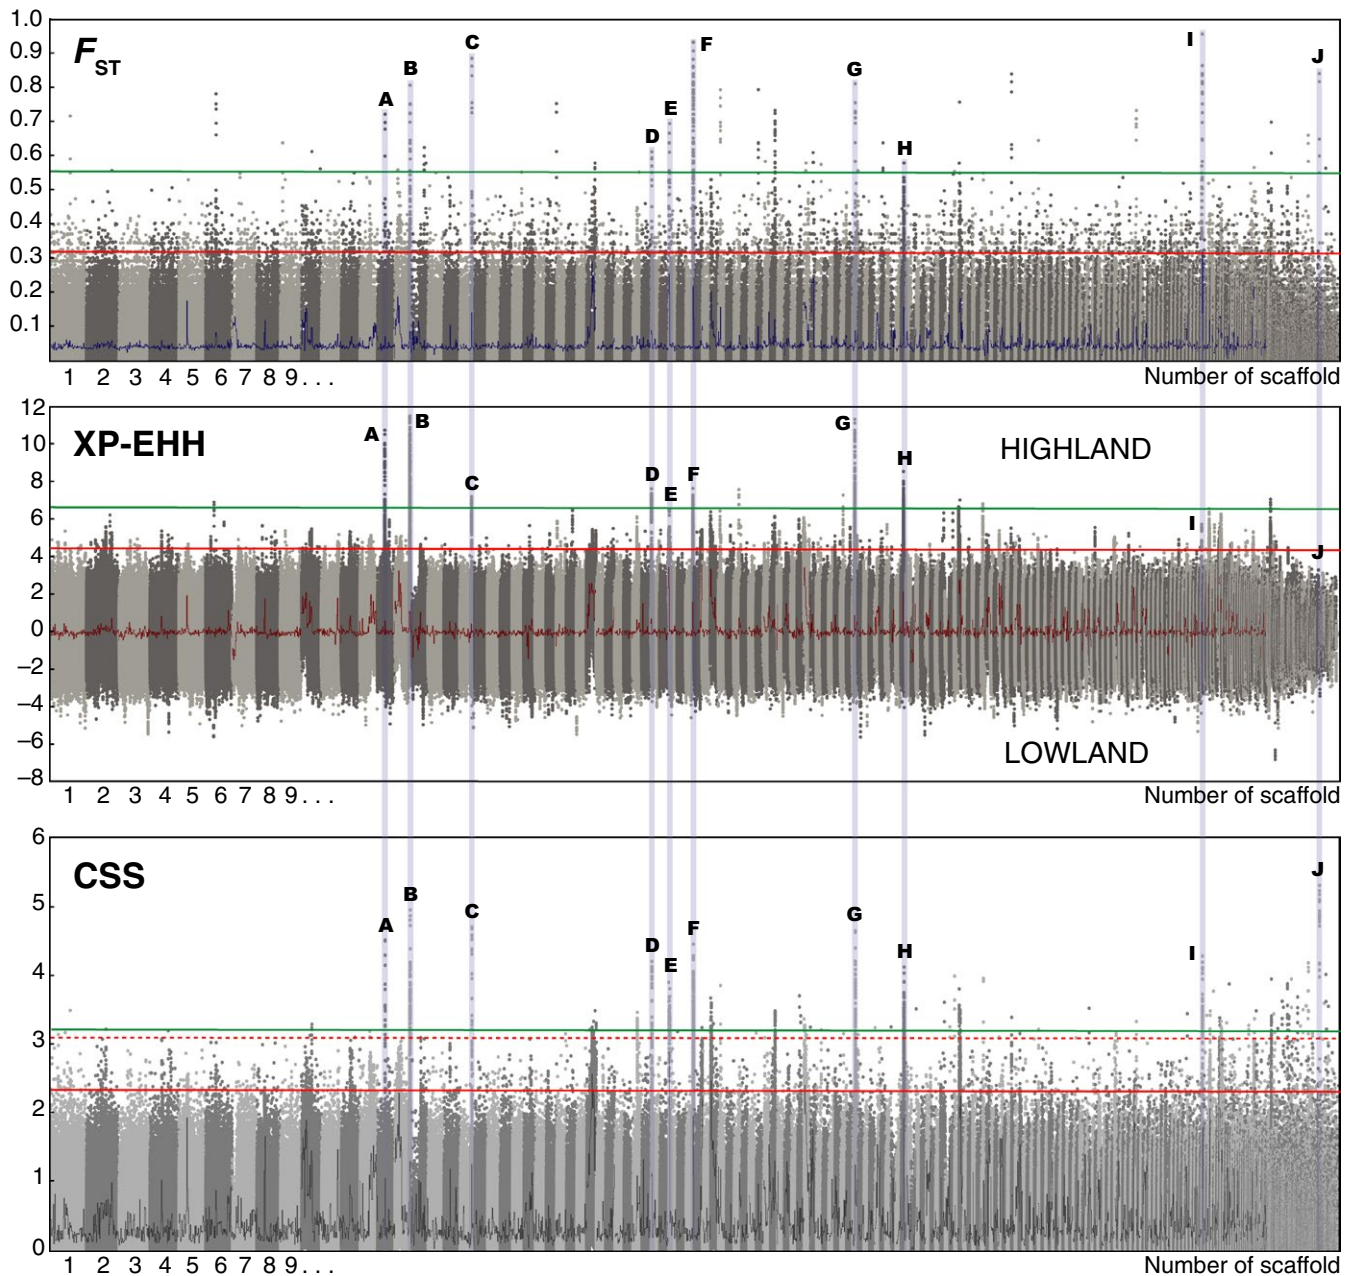 1.0
0.9
0.8
0.7
0.6
0.5
0.4
0.3
0.2
0.1
FST
A B C D E F G H I J
1 2 3 4 5 6 7 8 9 . . . Number of scaffold
12
10
8
6
4
2
0
–2
–4
–6
–8
XP-EHH
HIGHLAND
A B C D E F G H I J
LOWLAND
1 2 3 4 5 6 7 8 9 . . . Number of scaffold
6
5
4
3
2
1
0
CSS
A B C D E F G H I J
1 2 3 4 5 6 7 8 9 . . . Number of scaffold